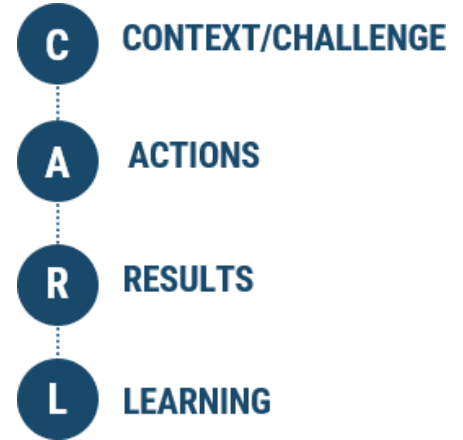 C CONTEXT/CHALLENGE
A ACTIONS
R RESULTS
L LEARNING